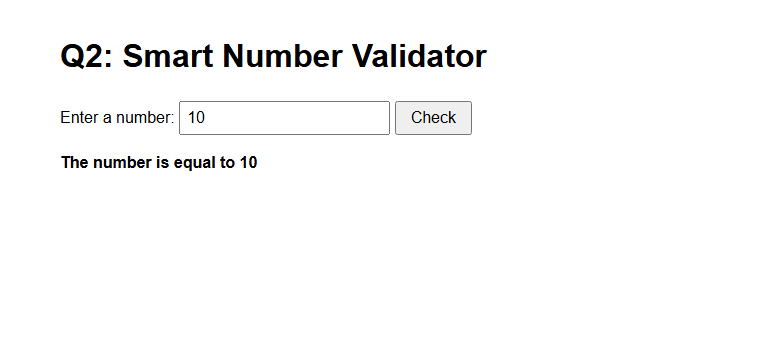 Q2: Smart Number Validator
Enter a number: 10 Check
The number is equal to 10